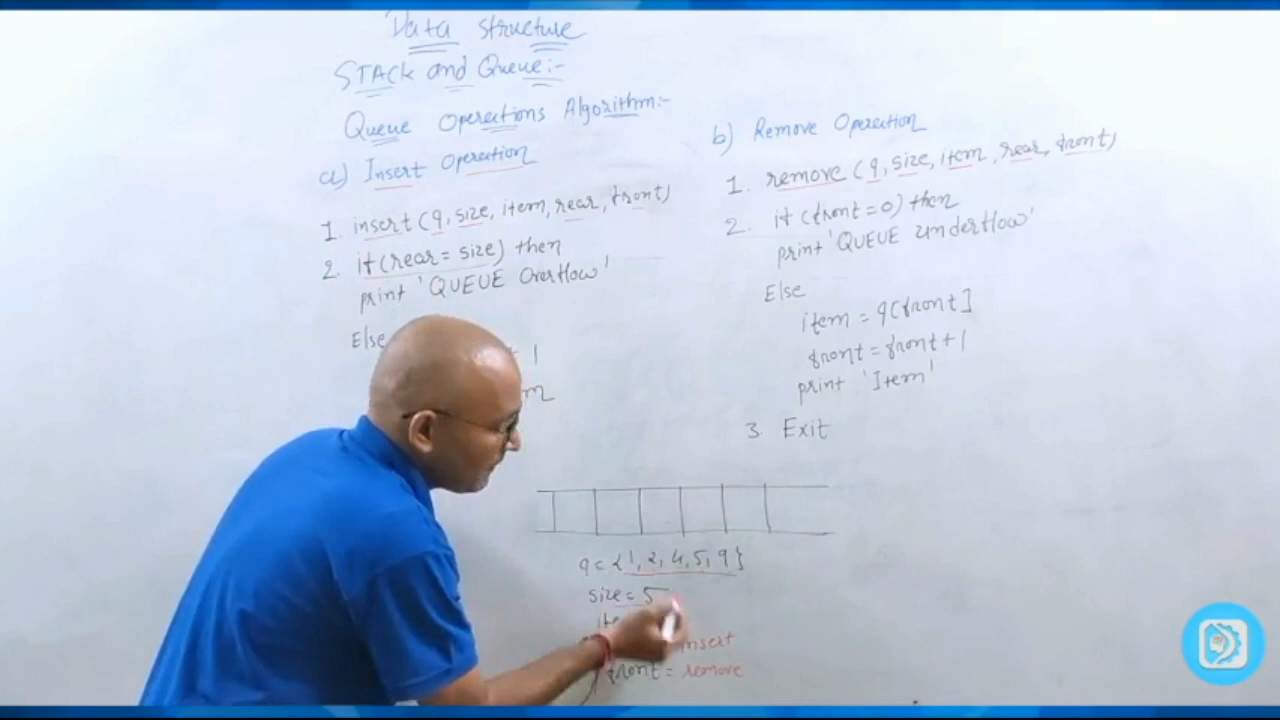 Data structure
STACK and Queue:-
Queue Operations Algorithm:-
a) Insert Operation
1. insert (q, size, item, rear, front)
2. if (rear = size) then
print 'QUEUE Overflow'
Else
1
m
b) Remove Operation
1. remove (q, size, item, rear, front)
2. if (front = 0) then
print 'QUEUE underflow'
Else
item = q[front]
front = front + 1
print 'Item'
3. Exit
q = {1, 2, 4, 5, 9}
size = 5
ite
insert
front = remove